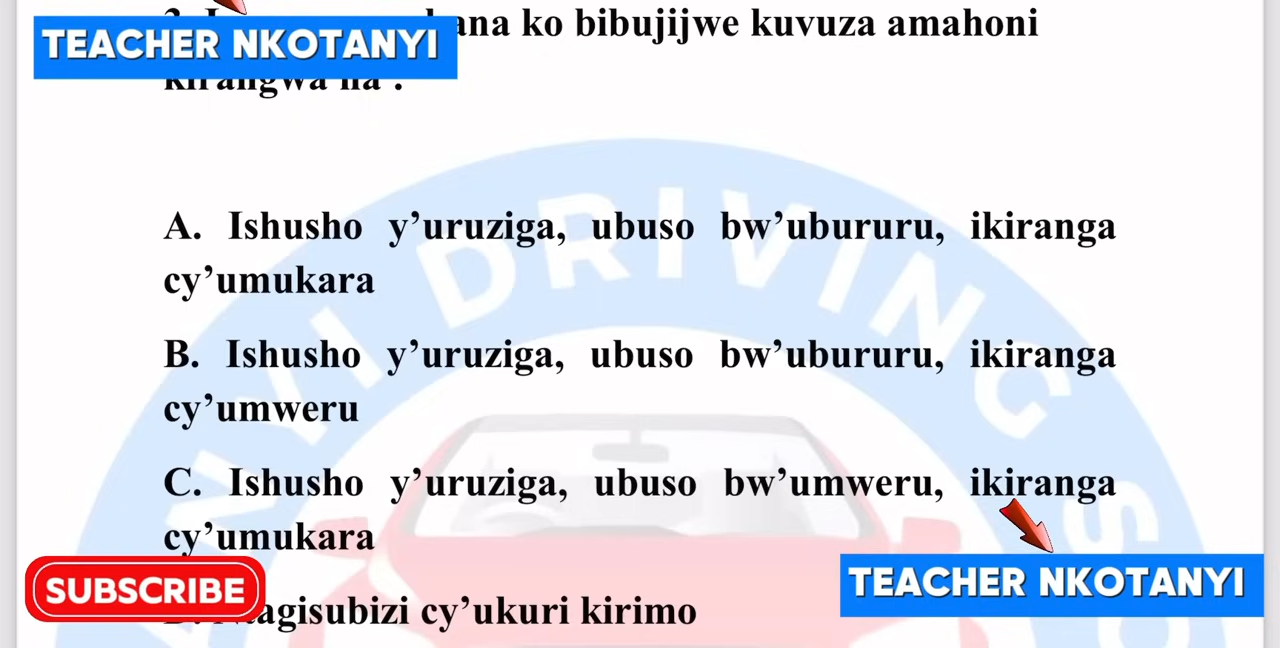 TEACHER NKOTANYI
ko bibujijwe kuvuza amahoni
kirangwa na :
A. Ishusho y’uruziga, ubuso bw’ubururu, ikiranga
cy’umukara
B. Ishusho y’uruziga, ubuso bw’ubururu, ikiranga
cy’umweru
C. Ishusho y’uruziga, ubuso bw’umweru, ikiranga
cy’umukara
SUBSCRIBE
TEACHER NKOTANYI
cy’ukuri kirimo
DRIVING